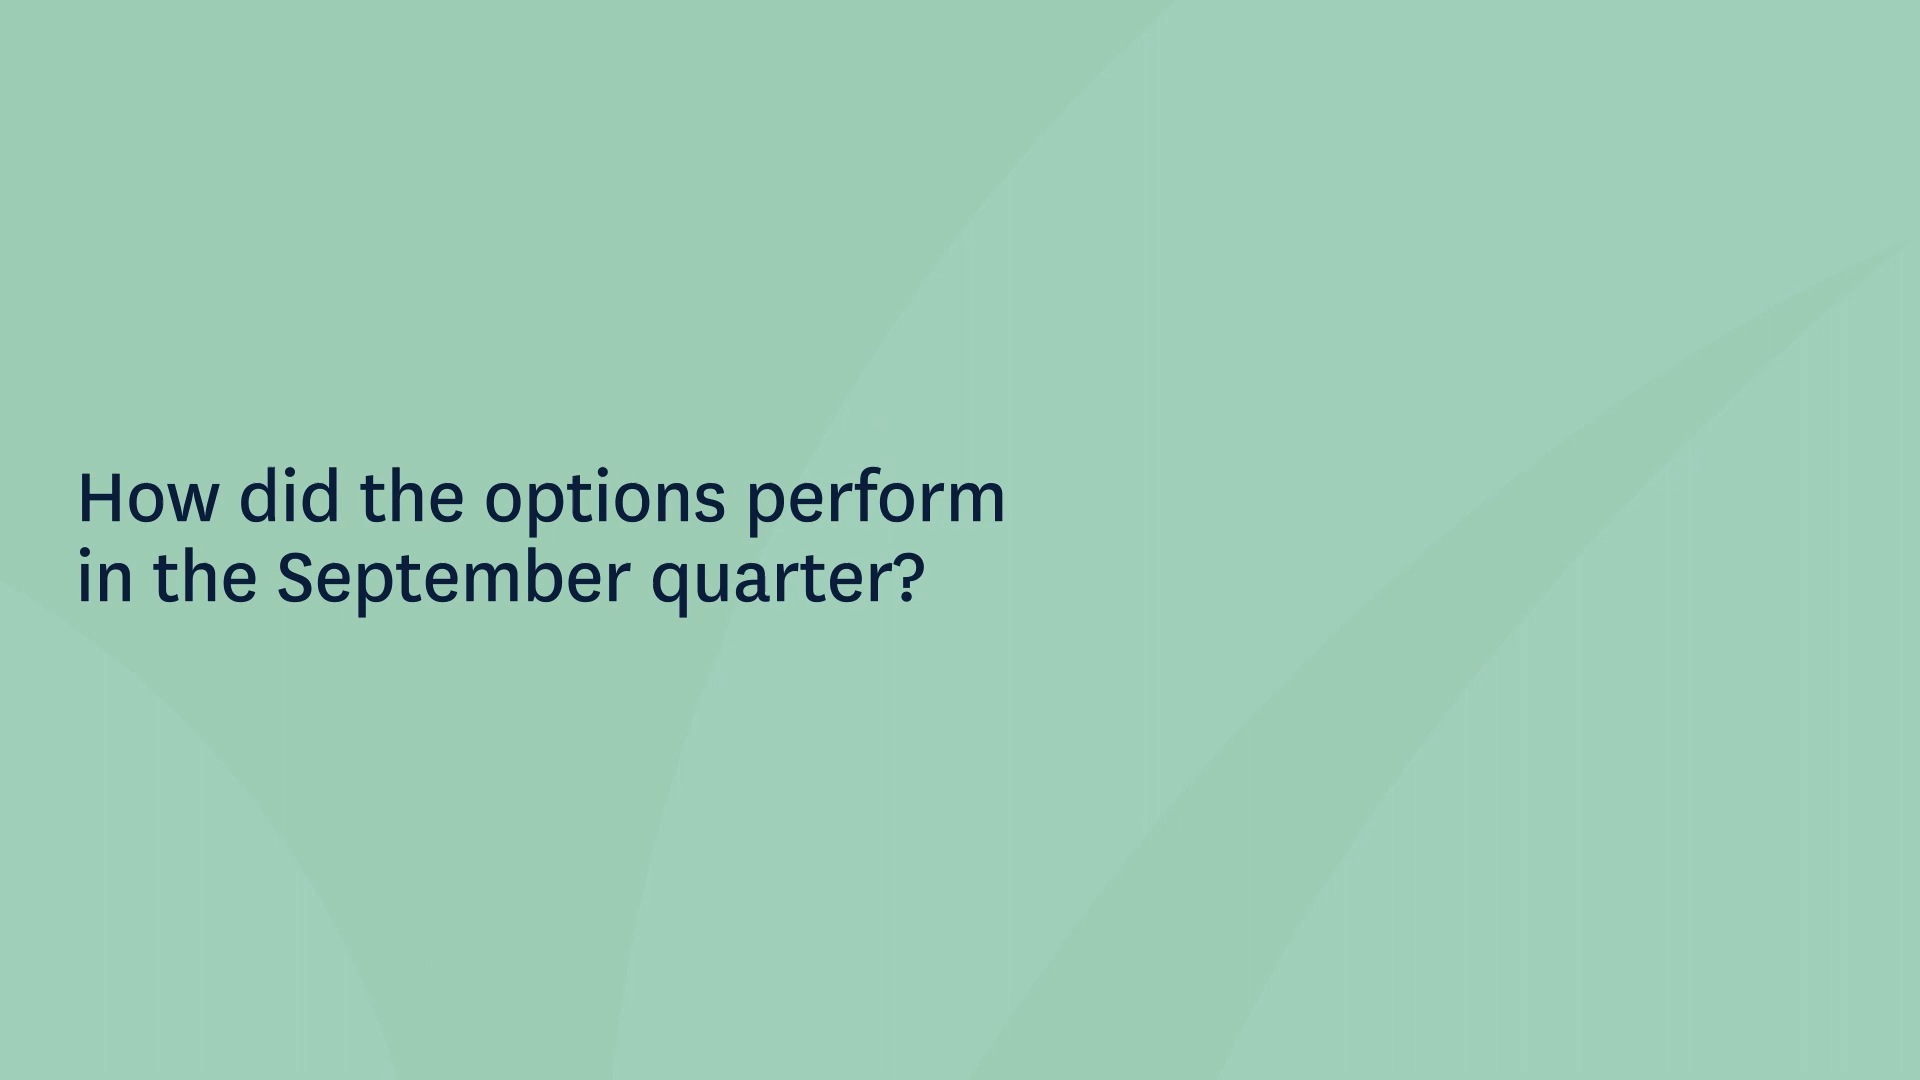 How did the options perform
in the September quarter?